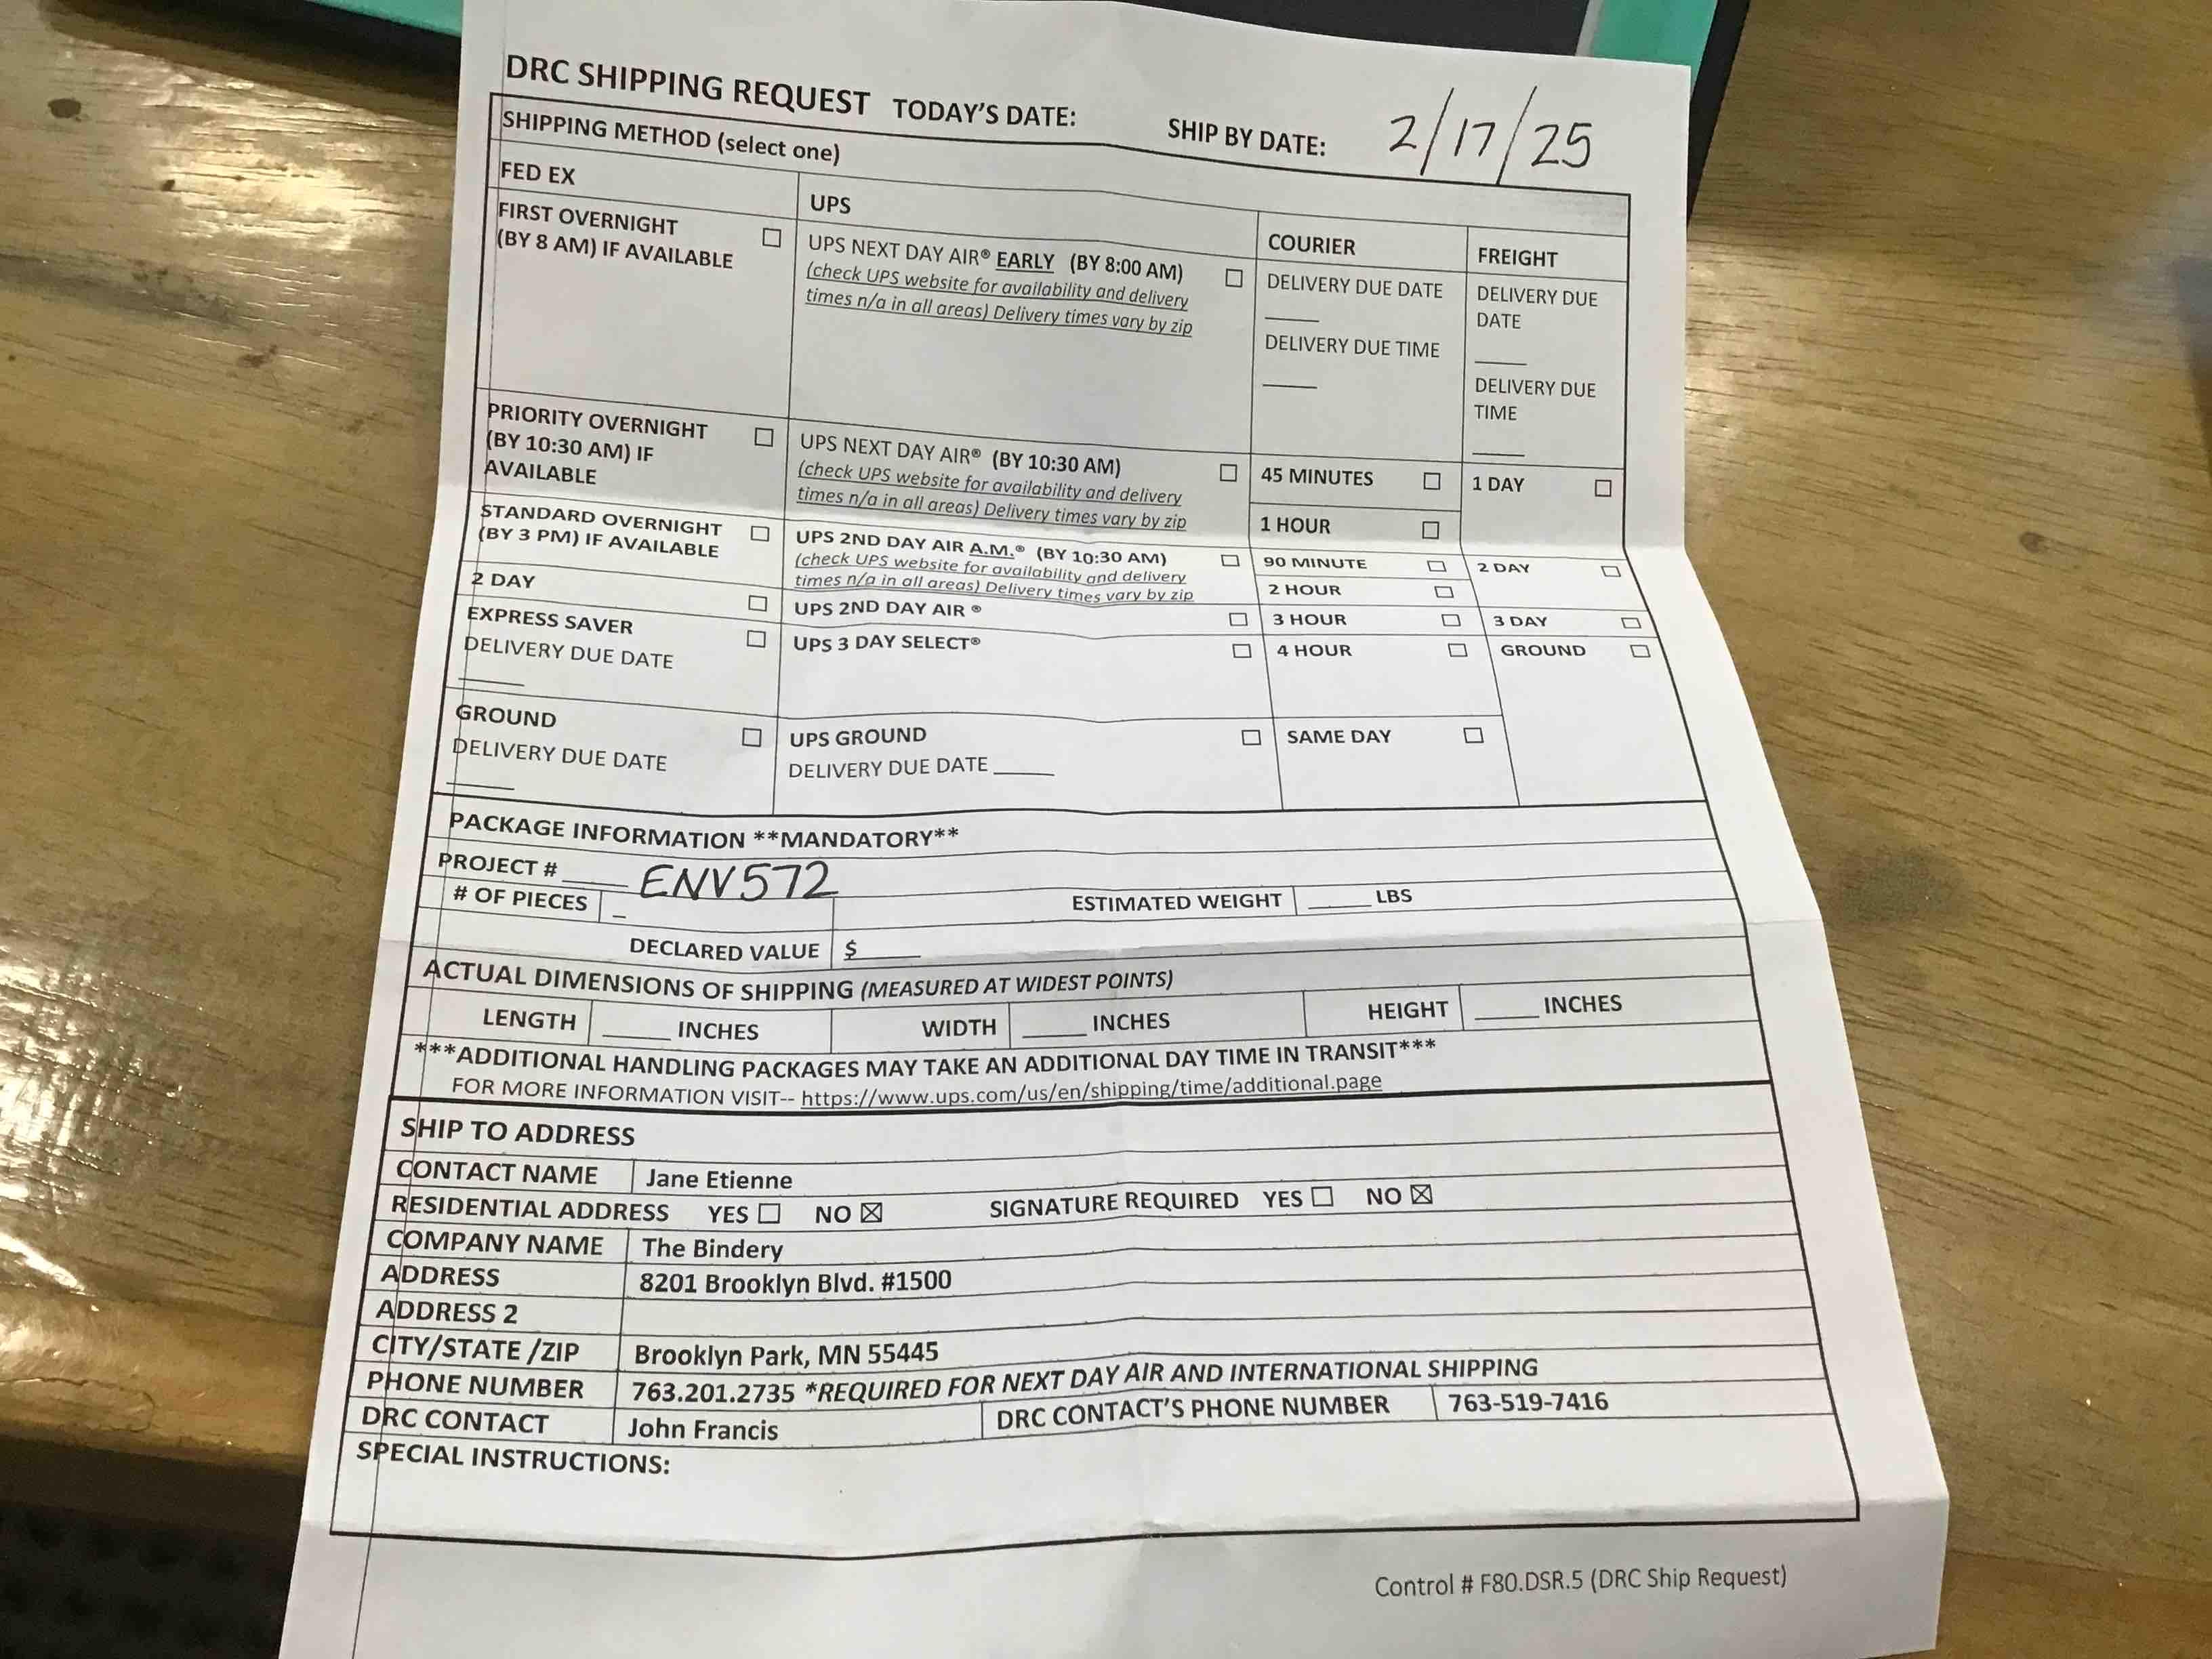 DRC SHIPPING REQUEST TODAY'S DATE: SHIP BY DATE: 2/17/25
SHIPPING METHOD (select one)
FED EX
UPS
COURIER
FREIGHT
FIRST OVERNIGHT
(BY 8 AM) IF AVAILABLE ☐
UPS NEXT DAY AIR® EARLY (BY 8:00 AM) ☐
(check UPS website for availability and delivery
times n/a in all areas) Delivery times vary by zip
DELIVERY DUE DATE
____
DELIVERY DUE TIME
____
DELIVERY DUE
DATE
____
DELIVERY DUE
TIME
____
PRIORITY OVERNIGHT ☐
(BY 10:30 AM) IF
AVAILABLE
UPS NEXT DAY AIR® (BY 10:30 AM) ☐
(check UPS website for availability and delivery
times n/a in all areas) Delivery times vary by zip
45 MINUTES ☐
1 DAY ☐
1 HOUR ☐
STANDARD OVERNIGHT ☐
(BY 3 PM) IF AVAILABLE
UPS 2ND DAY AIR A.M.® (BY 10:30 AM) ☐
(check UPS website for availability and delivery
times n/a in all areas) Delivery times vary by zip
90 MINUTE ☐
2 DAY ☐
2 HOUR ☐
2 DAY ☐
UPS 2ND DAY AIR ® ☐
3 HOUR ☐
3 DAY ☐
EXPRESS SAVER ☐
DELIVERY DUE DATE
____
UPS 3 DAY SELECT® ☐
4 HOUR ☐
GROUND ☐
GROUND ☐
DELIVERY DUE DATE
____
UPS GROUND ☐
DELIVERY DUE DATE ____
SAME DAY ☐
PACKAGE INFORMATION **MANDATORY**
PROJECT # ____ ENV572
# OF PIECES _ ESTIMATED WEIGHT ____ LBS
DECLARED VALUE $____
ACTUAL DIMENSIONS OF SHIPPING (MEASURED AT WIDEST POINTS)
LENGTH ____ INCHES WIDTH ____ INCHES HEIGHT ____ INCHES
***ADDITIONAL HANDLING PACKAGES MAY TAKE AN ADDITIONAL DAY TIME IN TRANSIT***
FOR MORE INFORMATION VISIT-- https://www.ups.com/us/en/shipping/time/additional.page
SHIP TO ADDRESS
CONTACT NAME Jane Etienne
RESIDENTIAL ADDRESS YES ☐ NO ☒ SIGNATURE REQUIRED YES ☐ NO ☒
COMPANY NAME The Bindery
ADDRESS 8201 Brooklyn Blvd. #1500
ADDRESS 2
CITY/STATE /ZIP Brooklyn Park, MN 55445
PHONE NUMBER 763.201.2735 *REQUIRED FOR NEXT DAY AIR AND INTERNATIONAL SHIPPING
DRC CONTACT John Francis DRC CONTACT'S PHONE NUMBER 763-519-7416
SPECIAL INSTRUCTIONS:
Control # F80.DSR.5 (DRC Ship Request)